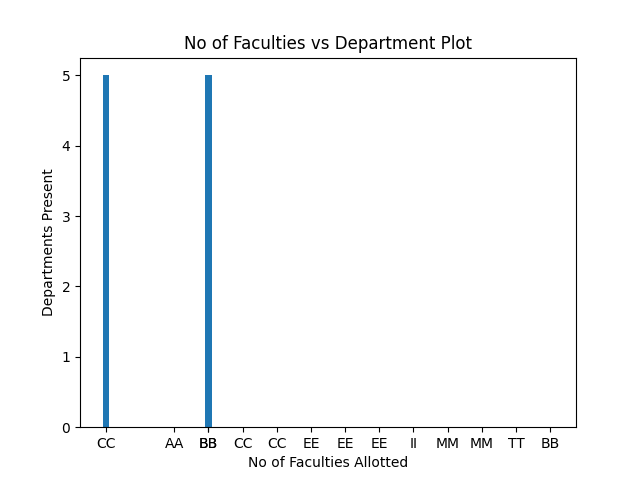 No of Faculties vs Department Plot
Departments Present
5
4
3
2
1
0
CC AA BB CC CC EE EE EE II MM MM TT BB
No of Faculties Allotted